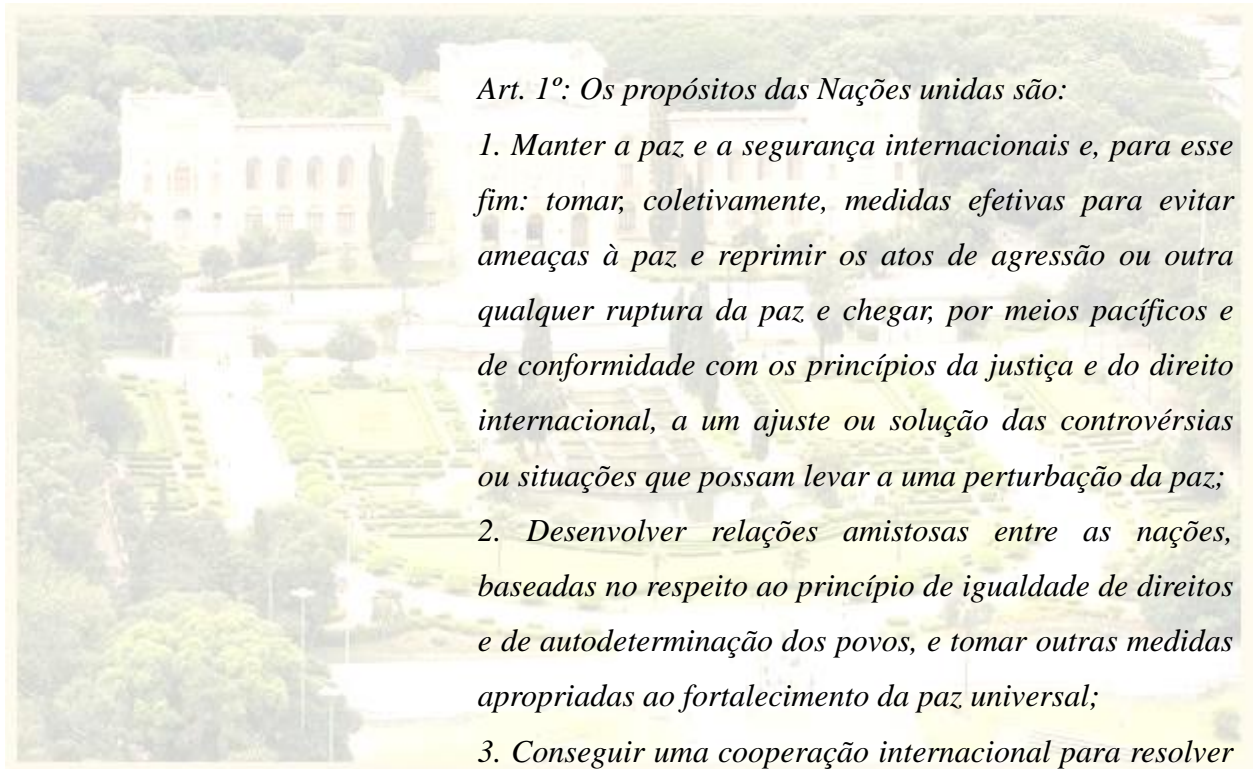 Art. 1º: Os propósitos das Nações unidas são:
1. Manter a paz e a segurança internacionais e, para esse
fim: tomar, coletivamente, medidas efetivas para evitar
ameaças à paz e reprimir os atos de agressão ou outra
qualquer ruptura da paz e chegar, por meios pacíficos e
de conformidade com os princípios da justiça e do direito
internacional, a um ajuste ou solução das controvérsias
ou situações que possam levar a uma perturbação da paz;
2. Desenvolver relações amistosas entre as nações,
baseadas no respeito ao princípio de igualdade de direitos
e de autodeterminação dos povos, e tomar outras medidas
apropriadas ao fortalecimento da paz universal;
3. Conseguir uma cooperação internacional para resolver